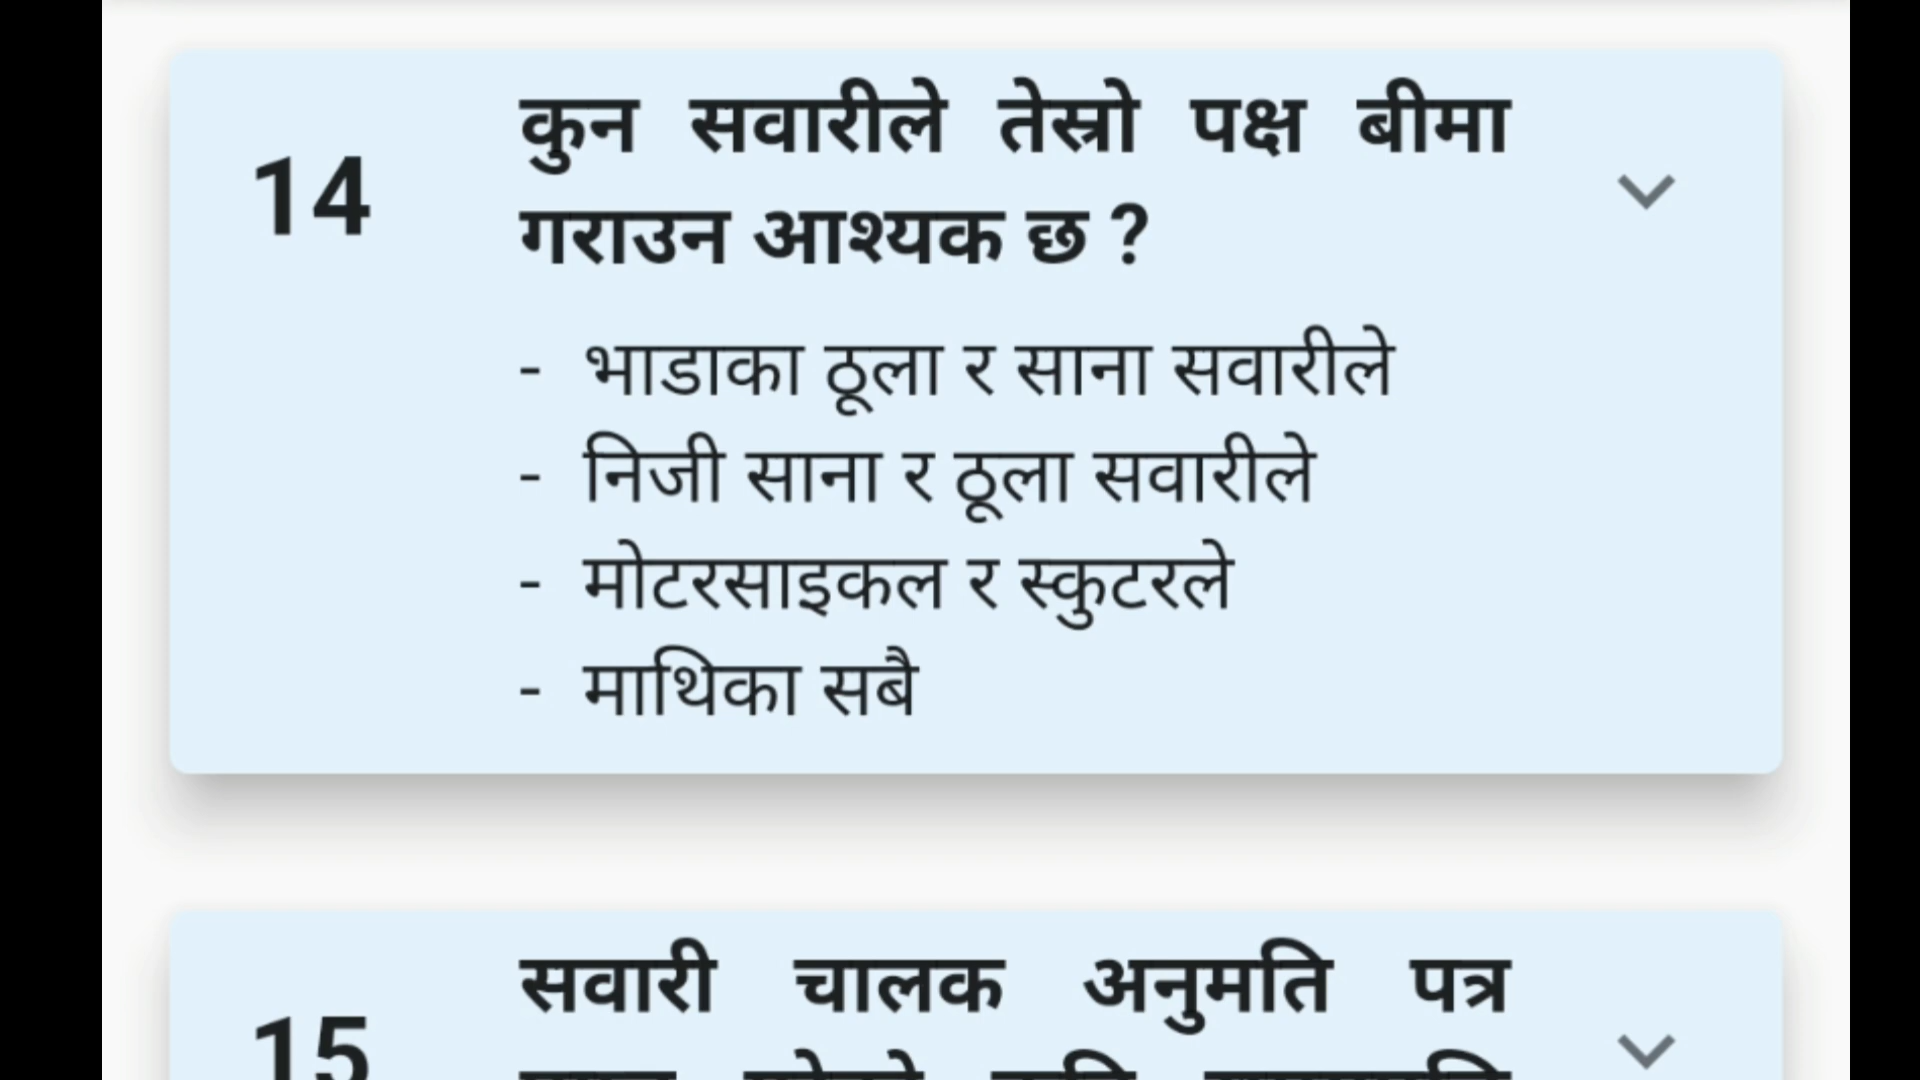 14
कुन सवारीले तेस्रो पक्ष बीमा
गराउन आश्यक छ ?
- भाडाका ठूला र साना सवारीले
- निजी साना र ठूला सवारीले
- मोटरसाइकल र स्कुटरले
- माथिका सबै
15
सवारी चालक अनुमति पत्र